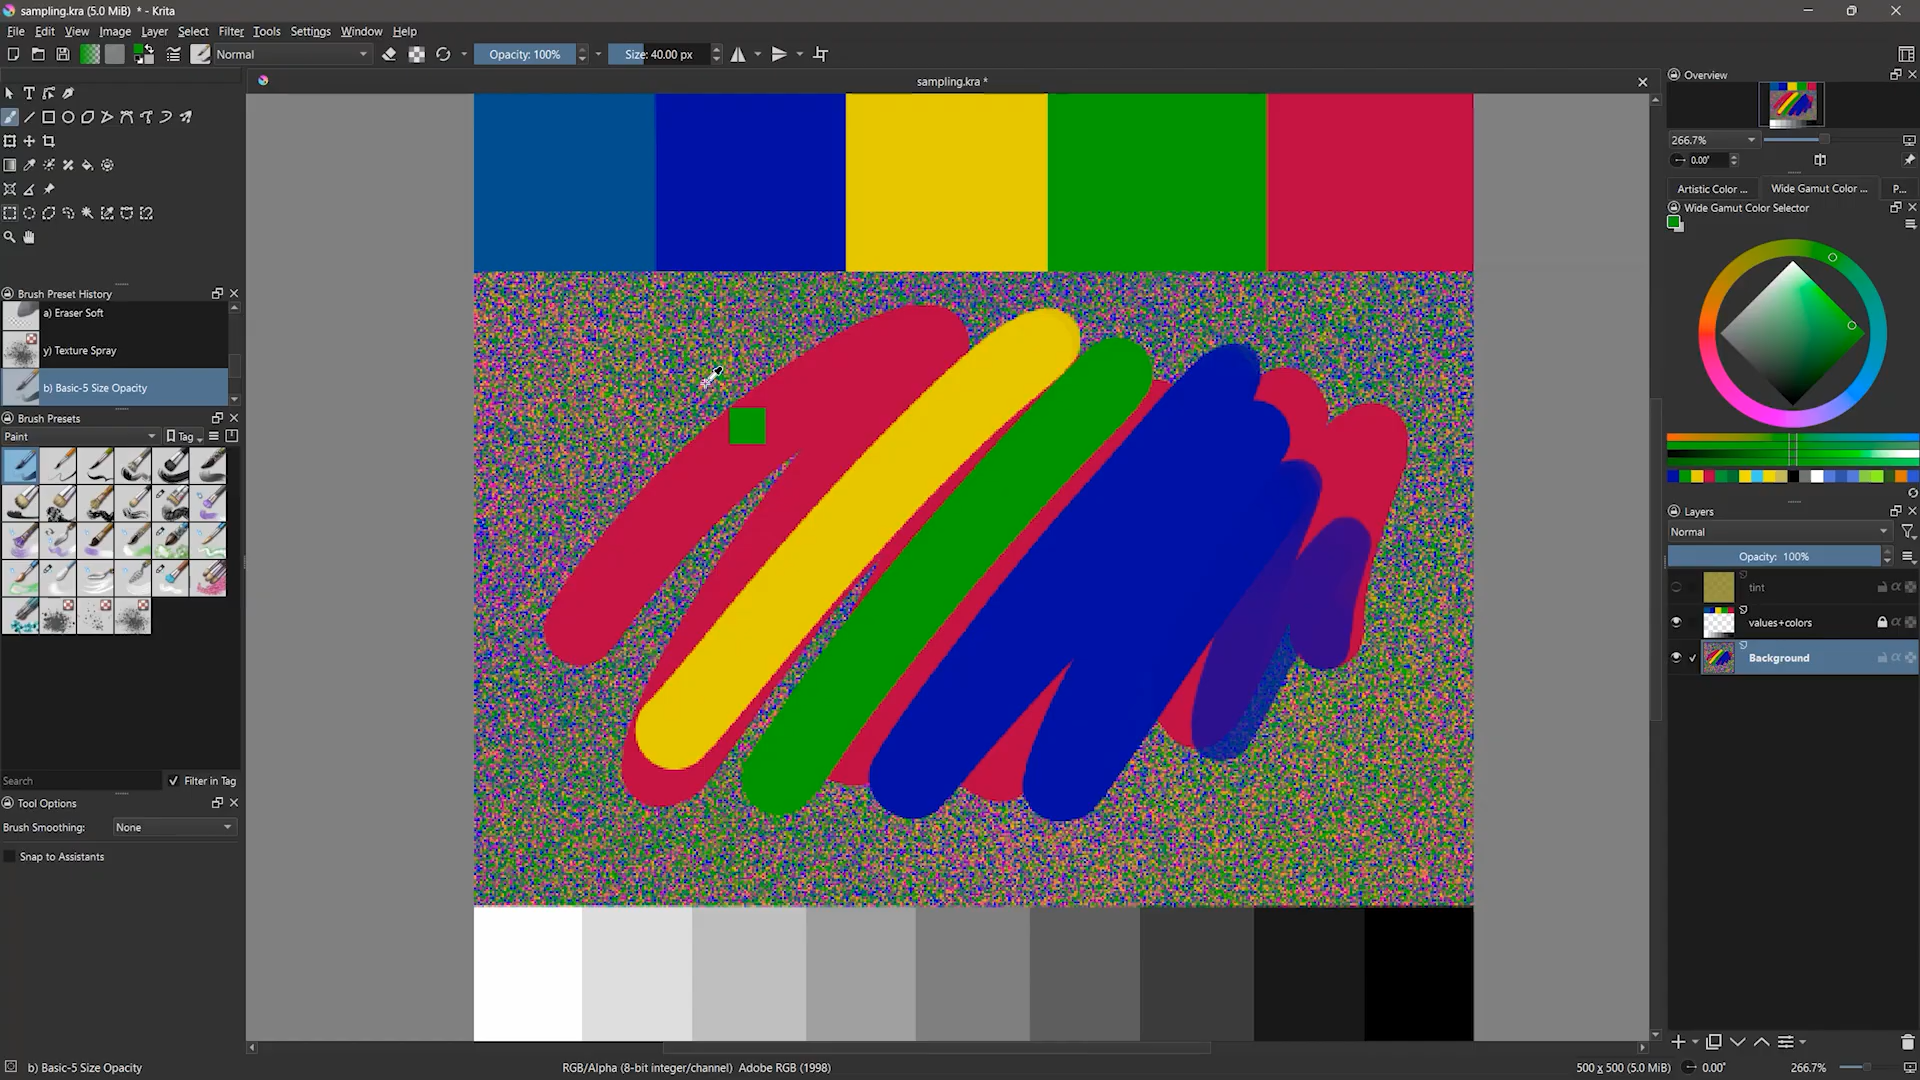 sampling.kra (5.0 MiB) * - Krita
File Edit View Image Layer Select Filter Tools Settings Window Help
Normal
Opacity: 100%
Size: 40.00 px
sampling.kra *
Overview
266.7%
0.00°
Artistic Color ... Wide Gamut Color ... P...
Wide Gamut Color Selector
Brush Preset History
a) Eraser Soft
y) Texture Spray
b) Basic-5 Size Opacity
Brush Presets
Paint
Tag
Search
Filter in Tag
Tool Options
Brush Smoothing: None
Snap to Assistants
Layers
Normal
Opacity: 100%
tint
values+colors
Background
b) Basic-5 Size Opacity
RGB/Alpha (8-bit integer/channel) Adobe RGB (1998)
500 x 500 (5.0 MiB)
0.00°
266.7%